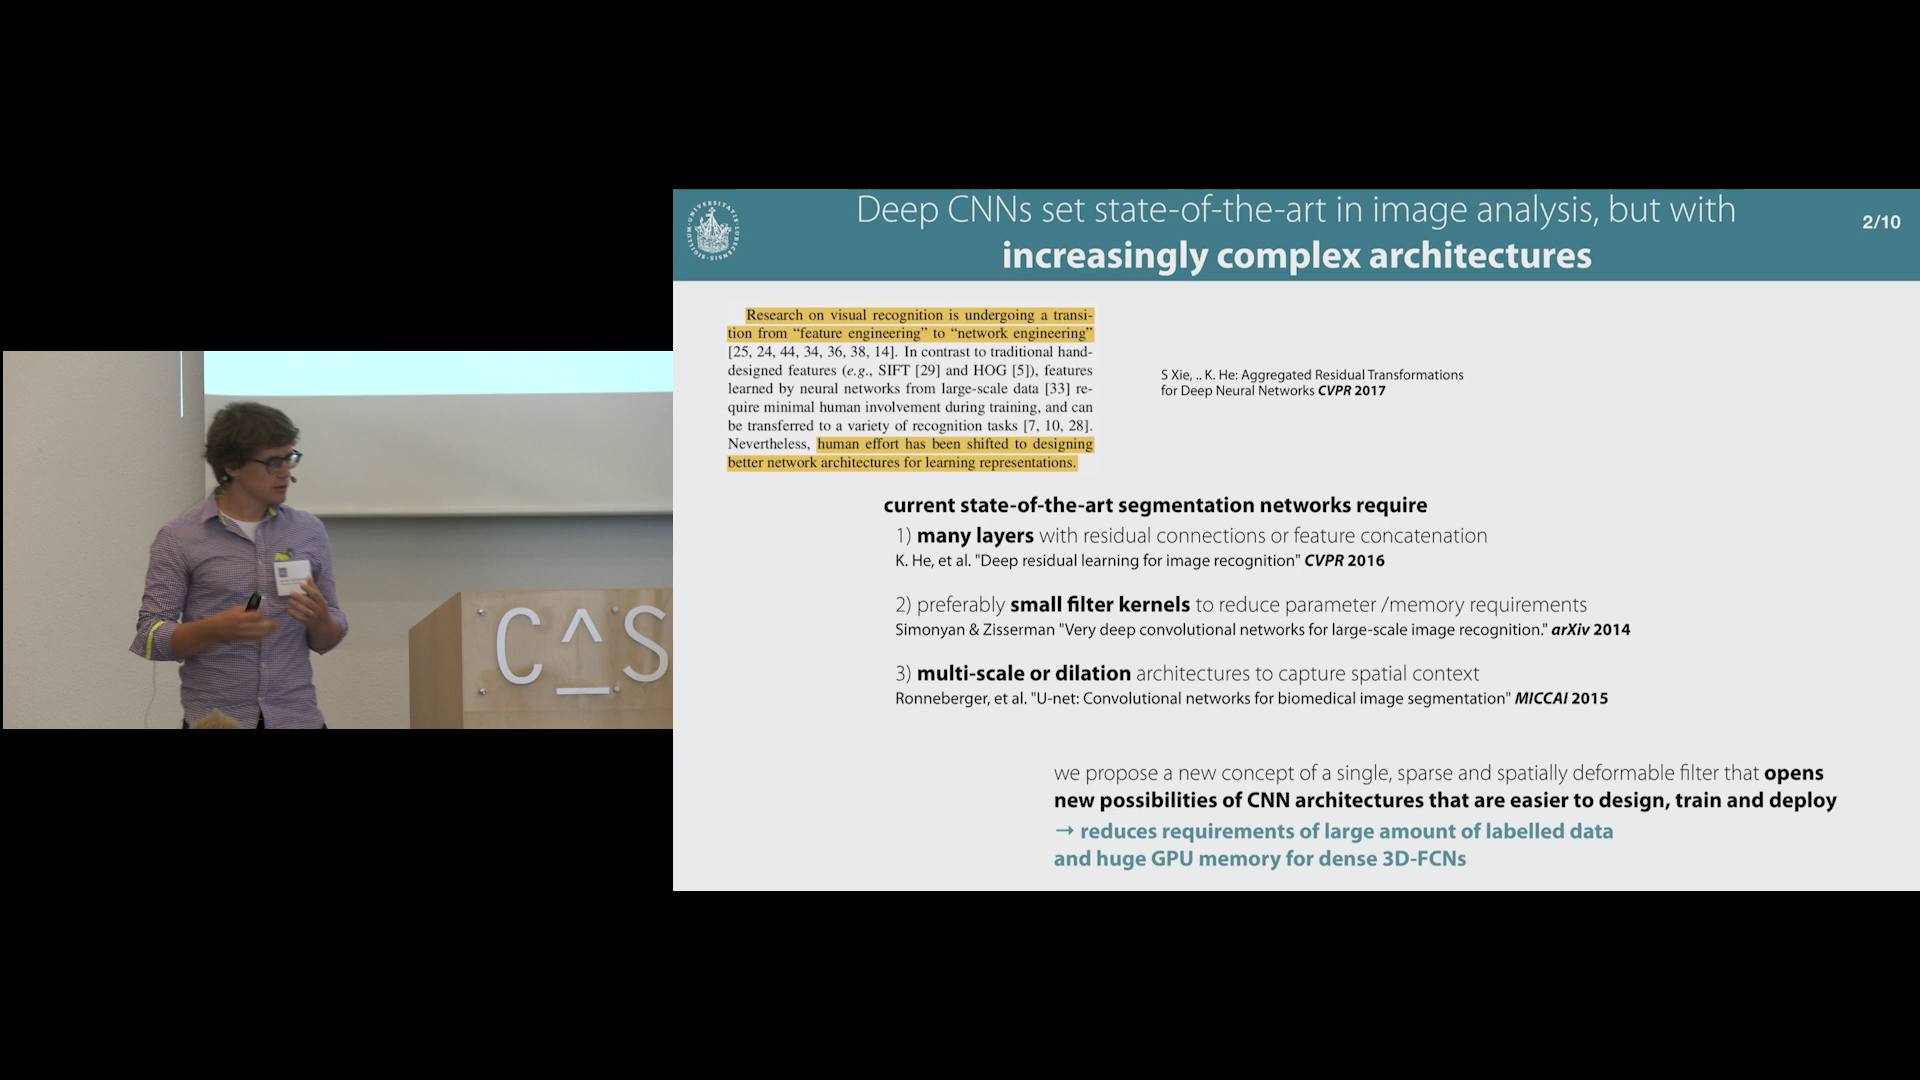 Deep CNNs set state-of-the-art in image analysis, but with
increasingly complex architectures
2/10
Research on visual recognition is undergoing a transi-
tion from “feature engineering” to “network engineering”
[25, 24, 44, 34, 36, 38, 14]. In contrast to traditional hand-
designed features (e.g., SIFT [29] and HOG [5]), features
learned by neural networks from large-scale data [33] re-
quire minimal human involvement during training, and can
be transferred to a variety of recognition tasks [7, 10, 28].
Nevertheless, human effort has been shifted to designing
better network architectures for learning representations.
S Xie, .. K. He: Aggregated Residual Transformations
for Deep Neural Networks CVPR 2017
current state-of-the-art segmentation networks require
1) many layers with residual connections or feature concatenation
K. He, et al. "Deep residual learning for image recognition" CVPR 2016
2) preferably small filter kernels to reduce parameter /memory requirements
Simonyan & Zisserman "Very deep convolutional networks for large-scale image recognition." arXiv 2014
3) multi-scale or dilation architectures to capture spatial context
Ronneberger, et al. "U-net: Convolutional networks for biomedical image segmentation" MICCAI 2015
we propose a new concept of a single, sparse and spatially deformable filter that opens
new possibilities of CNN architectures that are easier to design, train and deploy
→ reduces requirements of large amount of labelled data
and huge GPU memory for dense 3D-FCNs
C^S